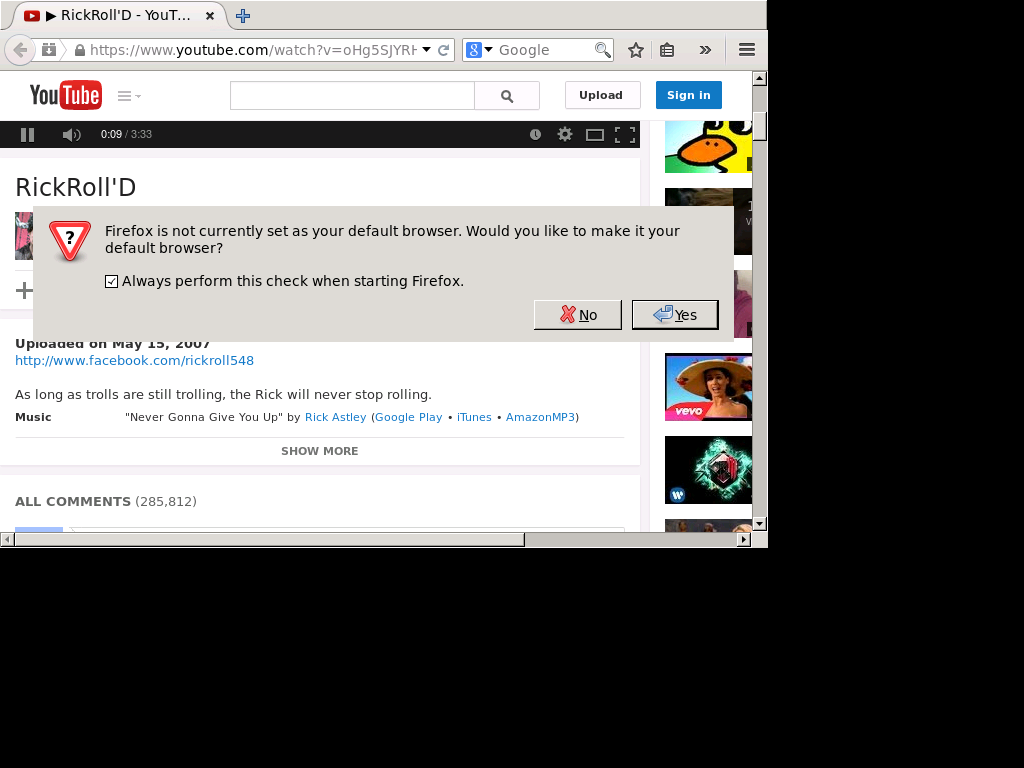 ▶ RickRoll'D - YouT...
https://www.youtube.com/watch?v=oHg5SJYRH
Google
YouTube
Upload
Sign in
0:09 / 3:33
RickRoll'D
Firefox is not currently set as your default browser. Would you like to make it your
default browser?
Always perform this check when starting Firefox.
No
Yes
Uploaded on May 15, 2007
http://www.facebook.com/rickroll548
As long as trolls are still trolling, the Rick will never stop rolling.
Music "Never Gonna Give You Up" by Rick Astley (Google Play • iTunes • AmazonMP3)
SHOW MORE
ALL COMMENTS (285,812)
vevo